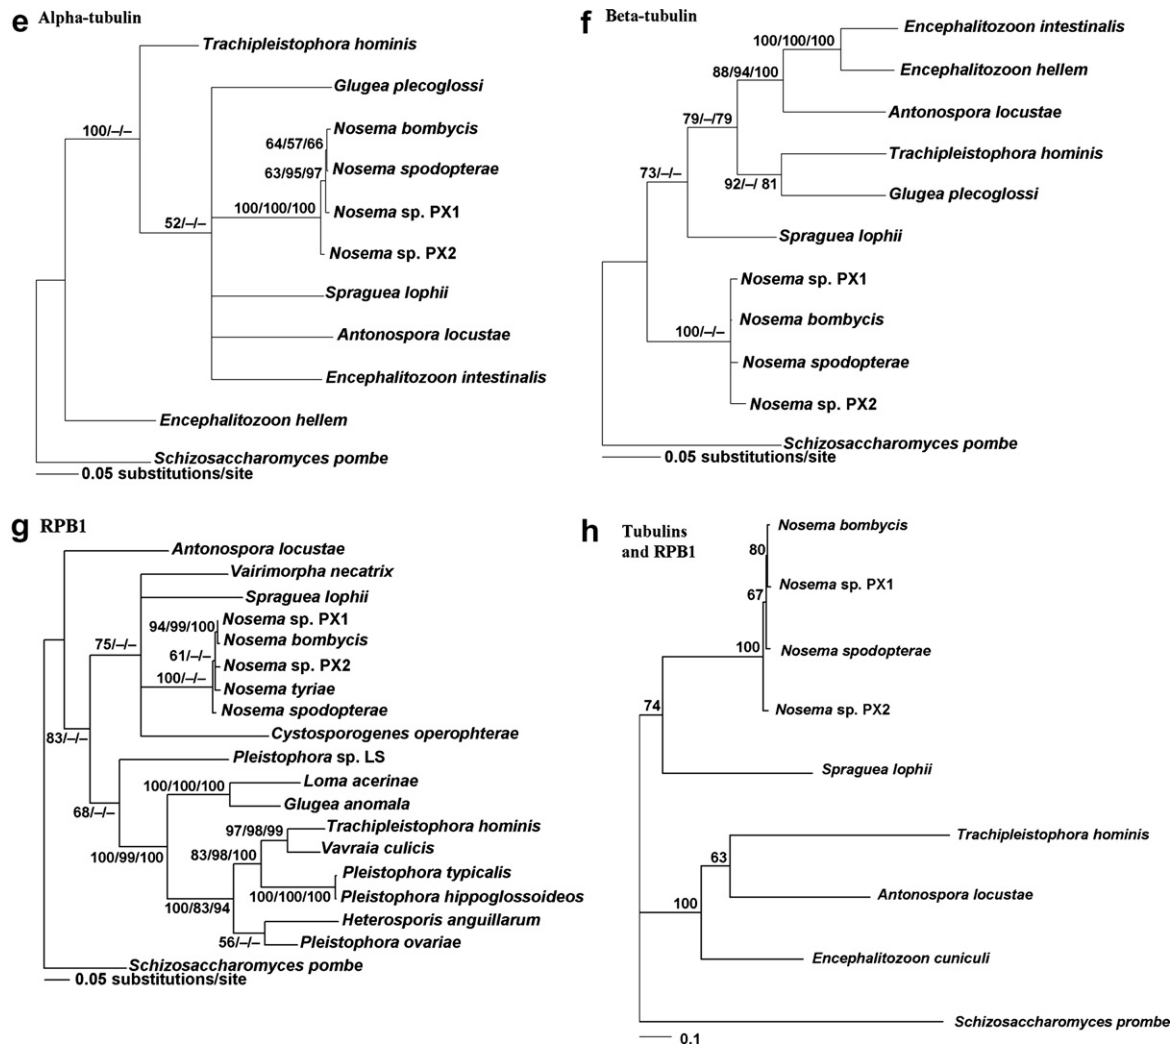 e Alpha-tubulin
Trachipleistophora hominis
Glugea plecoglossi
Nosema bombycis
64/57/66
Nosema spodopterae
63/95/97
100/–/–
Nosema sp. PX1
100/100/100
52/–/–
Nosema sp. PX2
Spraguea lophii
Antonospora locustae
Encephalitozoon intestinalis
Encephalitozoon hellem
Schizosaccharomyces pombe
0.05 substitutions/site
f Beta-tubulin
Encephalitozoon intestinalis
100/100/100
Encephalitozoon hellem
88/94/100
Antonospora locustae
79/–/79
Trachipleistophora hominis
73/–/–
92/–/ 81
Glugea plecoglossi
Spraguea lophii
Nosema sp. PX1
Nosema bombycis
100/–/–
Nosema spodopterae
Nosema sp. PX2
Schizosaccharomyces pombe
0.05 substitutions/site
g RPB1
Antonospora locustae
Vairimorpha necatrix
Spraguea lophii
Nosema sp. PX1
94/99/100
Nosema bombycis
75/–/–
61/–/–
Nosema sp. PX2
100/–/–
Nosema tyriae
Nosema spodopterae
Cystosporogenes operophterae
83/–/–
Pleistophora sp. LS
Loma acerinae
100/100/100
68/–/–
Glugea anomala
Trachipleistophora hominis
97/98/99
Vavraia culicis
100/99/100
83/98/100
Pleistophora typicalis
100/100/100
Pleistophora hippoglossoideos
100/83/94
Heterosporis anguillarum
56/–/–
Pleistophora ovariae
Schizosaccharomyces pombe
0.05 substitutions/site
h Tubulins
and RPB1
Nosema bombycis
80
Nosema sp. PX1
67
100
Nosema spodopterae
74
Nosema sp. PX2
Spraguea lophii
Trachipleistophora hominis
63
Antonospora locustae
100
Encephalitozoon cuniculi
Schizosaccharomyces prombe
0.1